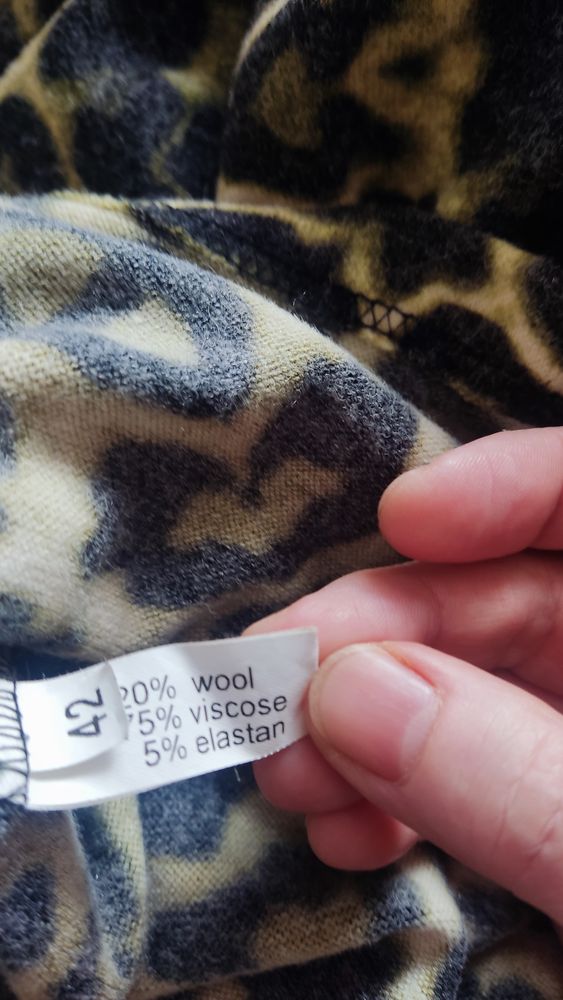 42
20% wool
75% viscose
5% elastan